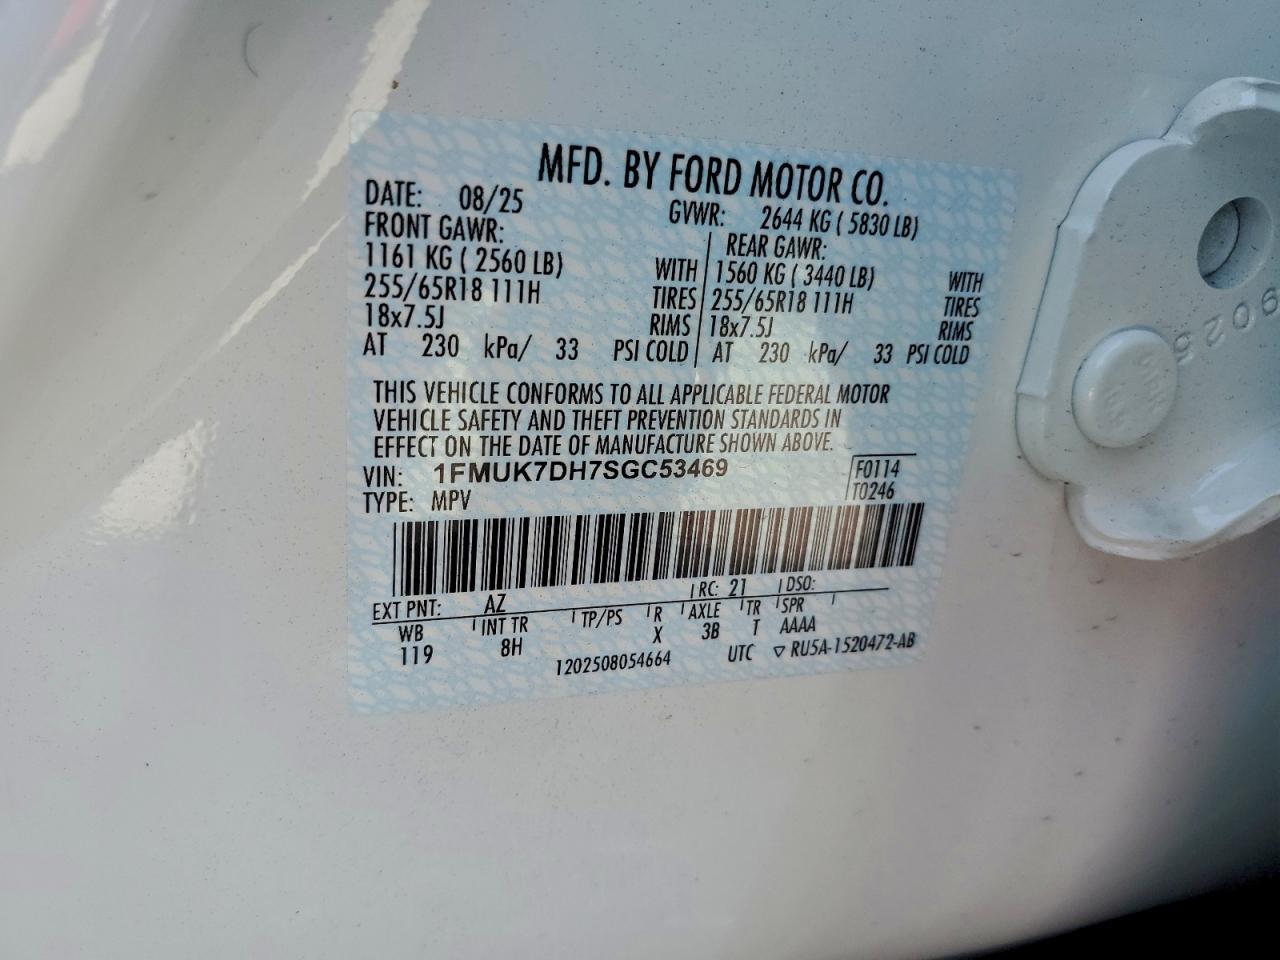 MFD. BY FORD MOTOR CO.
DATE: 08/25 GVWR: 2644 KG ( 5830 LB)
FRONT GAWR: REAR GAWR:
1161 KG ( 2560 LB) WITH 1560 KG ( 3440 LB) WITH
255/65R18 111H TIRES 255/65R18 111H TIRES
18x7.5J RIMS 18x7.5J RIMS
AT 230 kPa/ 33 PSI COLD AT 230 kPa/ 33 PSI COLD
THIS VEHICLE CONFORMS TO ALL APPLICABLE FEDERAL MOTOR
VEHICLE SAFETY AND THEFT PREVENTION STANDARDS IN
EFFECT ON THE DATE OF MANUFACTURE SHOWN ABOVE.
VIN: 1FMUK7DH7SGC53469 F0114
TYPE: MPV T0246
EXT PNT: AZ RC: 21 DSO:
WB INT TR TP/PS R AXLE TR SPR
119 8H X 3B T AAAA
1202508054664 UTC ▽ RU5A-1520472-AB